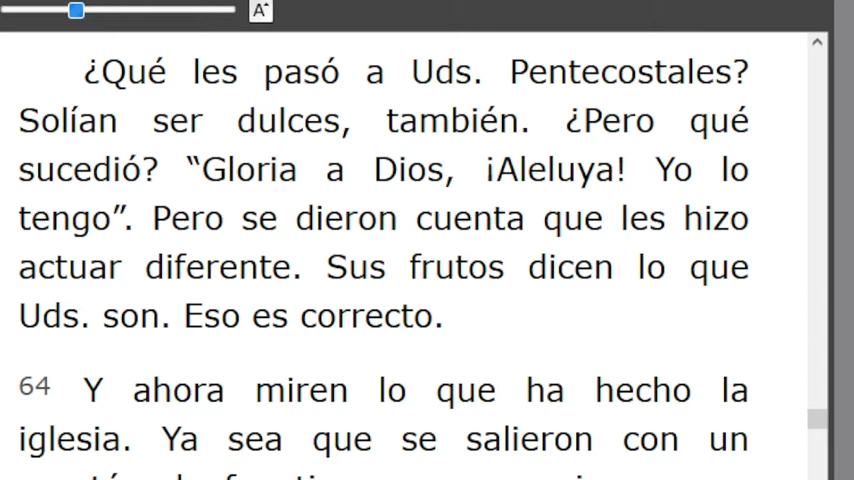 A
¿Qué les pasó a Uds. Pentecostales?
Solían ser dulces, también. ¿Pero qué
sucedió? “Gloria a Dios, ¡Aleluya! Yo lo
tengo”. Pero se dieron cuenta que les hizo
actuar diferente. Sus frutos dicen lo que
Uds. son. Eso es correcto.
64 Y ahora miren lo que ha hecho la
iglesia. Ya sea que se salieron con un